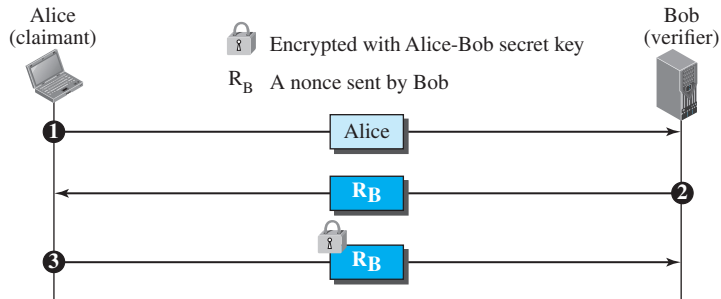 Alice
(claimant)
Bob
(verifier)
Encrypted with Alice-Bob secret key
R_B A nonce sent by Bob
1
Alice
R_B
2
3
R_B